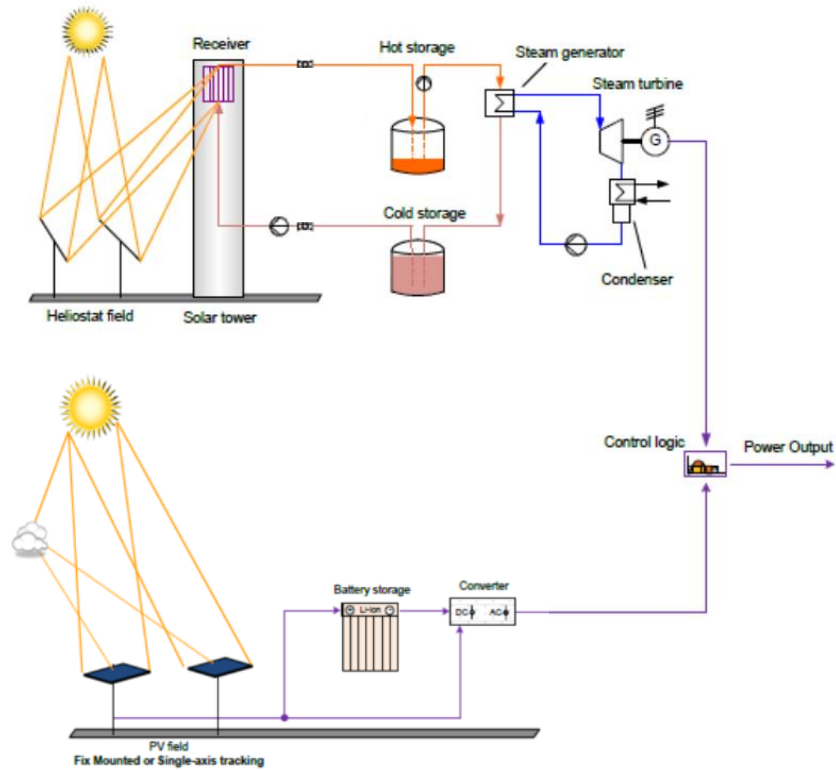 Receiver
Hot storage
Steam generator
Steam turbine
G
Cold storage
Condenser
Heliostat field
Solar tower
Control logic
Power Output
Battery storage
Converter
Li-Ion
DC
AC
PV field
Fix Mounted or Single-axis tracking